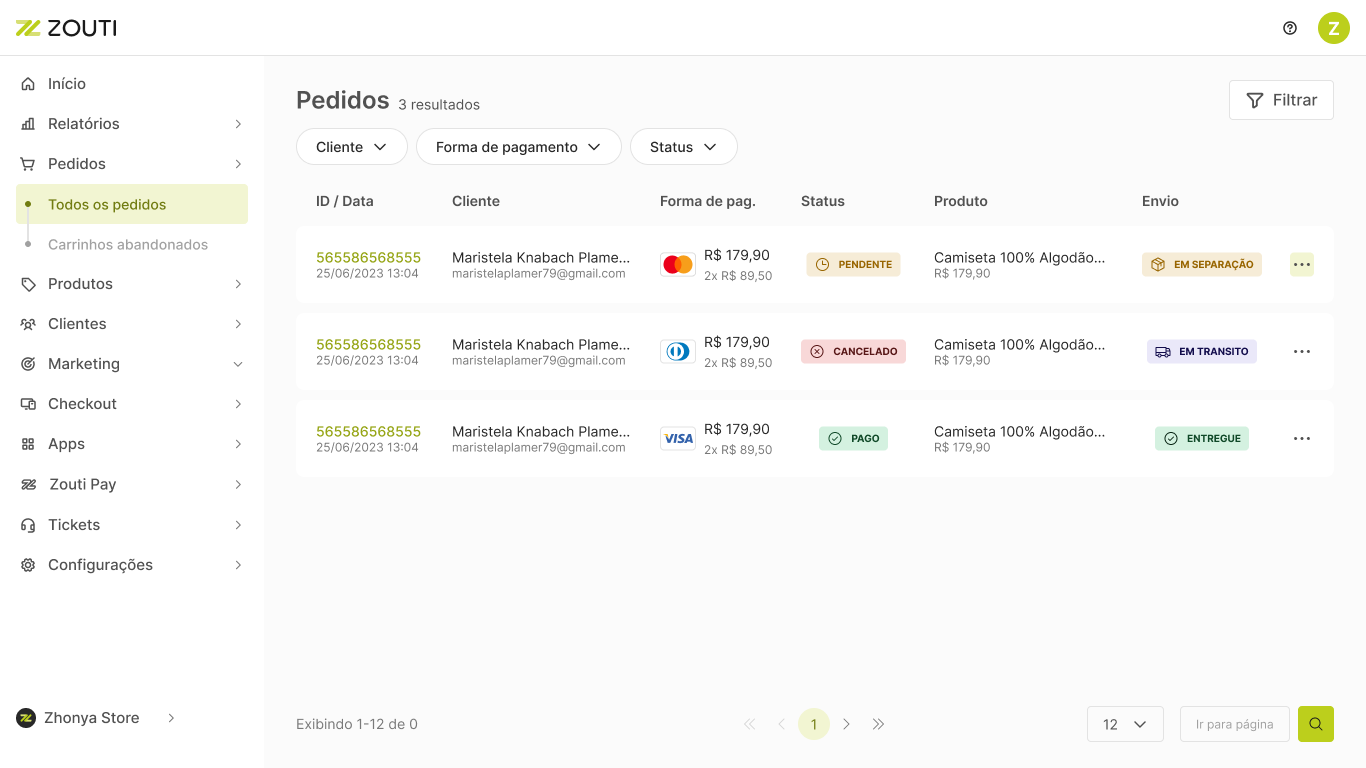 ZOUTI
Z
Início
Relatórios
Pedidos
Todos os pedidos
Carrinhos abandonados
Produtos
Clientes
Marketing
Checkout
Apps
Zouti Pay
Tickets
Configurações
Zhonya Store
Pedidos 3 resultados
Filtrar
Cliente Forma de pagamento Status
ID / Data Cliente Forma de pag. Status Produto Envio
565586568555 Maristela Knabach Plame... R$ 179,90 PENDENTE Camiseta 100% Algodão... EM SEPARAÇÃO
25/06/2023 13:04 maristelaplamer79@gmail.com 2x R$ 89,50 R$ 179,90
565586568555 Maristela Knabach Plame... R$ 179,90 CANCELADO Camiseta 100% Algodão... EM TRANSITO
25/06/2023 13:04 maristelaplamer79@gmail.com 2x R$ 89,50 R$ 179,90
565586568555 Maristela Knabach Plame... VISA R$ 179,90 PAGO Camiseta 100% Algodão... ENTREGUE
25/06/2023 13:04 maristelaplamer79@gmail.com 2x R$ 89,50 R$ 179,90
Exibindo 1-12 de 0 1 12 Ir para página